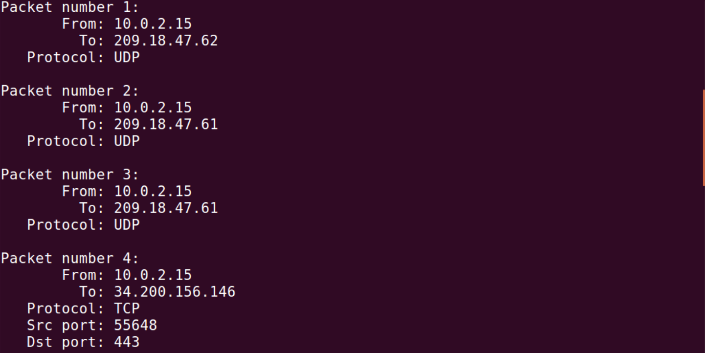 Packet number 1:
From: 10.0.2.15
To: 209.18.47.62
Protocol: UDP
Packet number 2:
From: 10.0.2.15
To: 209.18.47.61
Protocol: UDP
Packet number 3:
From: 10.0.2.15
To: 209.18.47.61
Protocol: UDP
Packet number 4:
From: 10.0.2.15
To: 34.200.156.146
Protocol: TCP
Src port: 55648
Dst port: 443